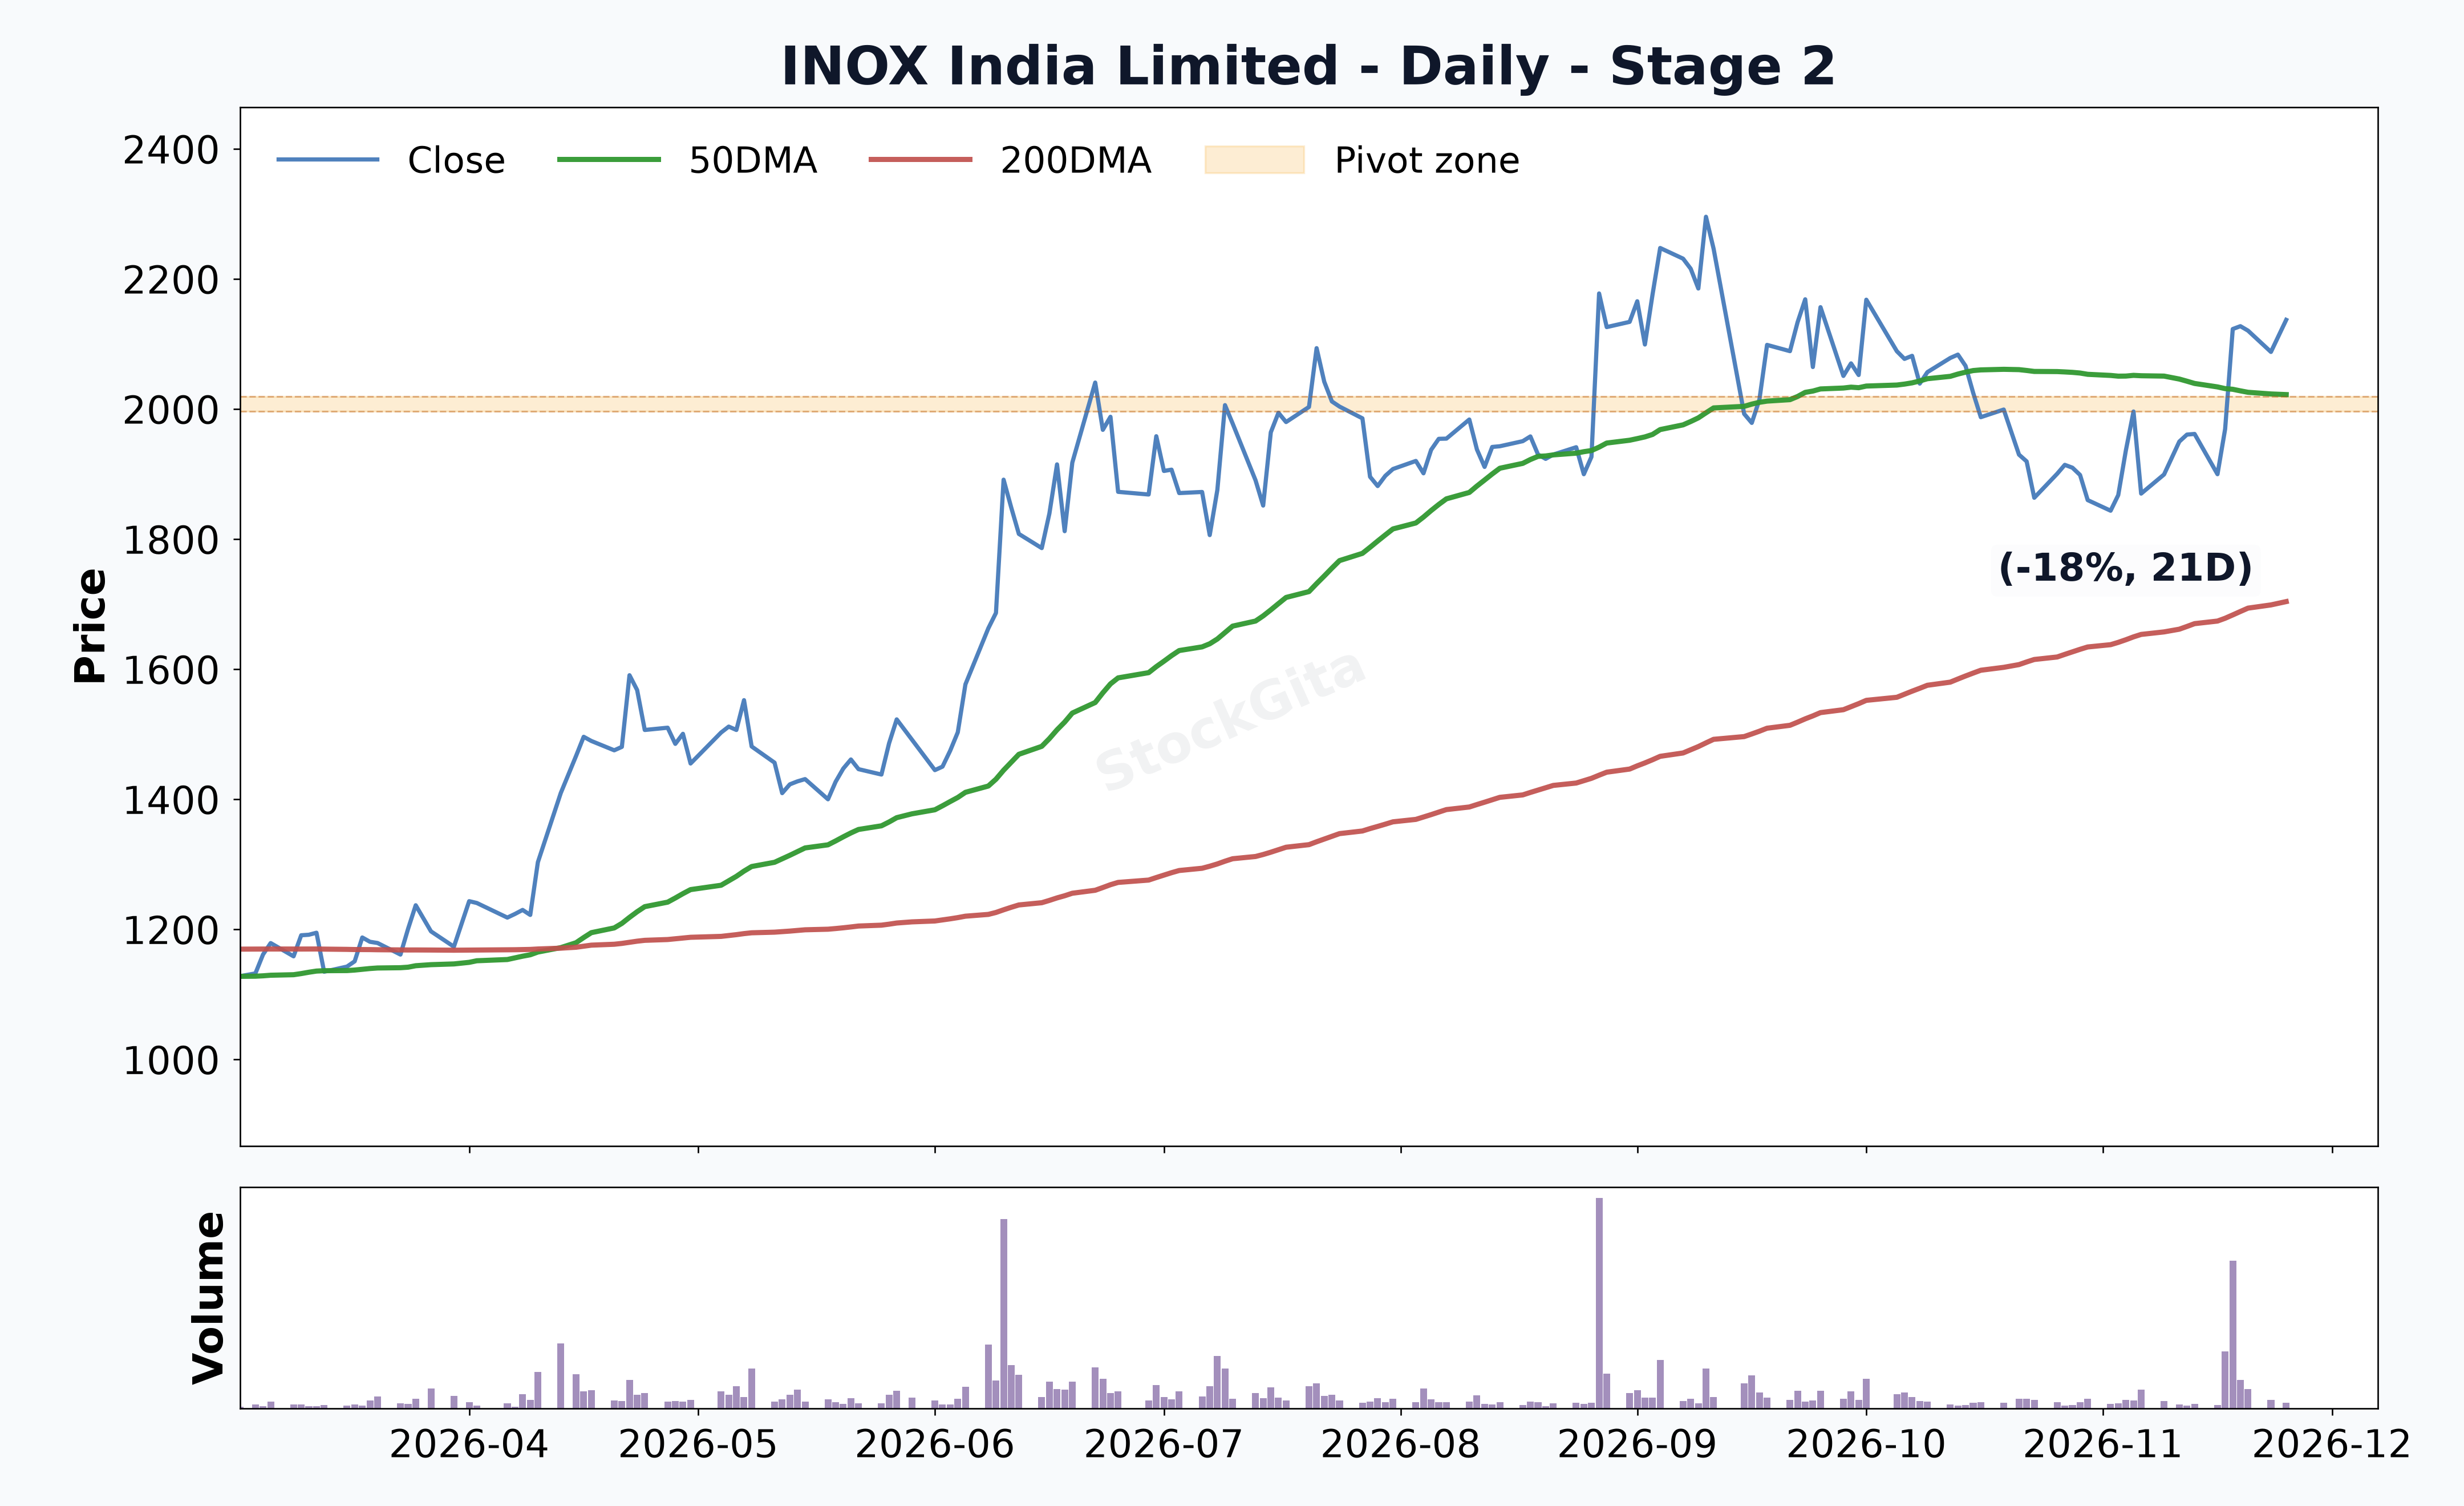 INOX India Limited - Daily - Stage 2
Close 50DMA 200DMA Pivot zone
2400
2200
2000
1800
1600
1400
1200
1000
Price
(-18%, 21D)
StockGita
Volume
2026-04 2026-05 2026-06 2026-07 2026-08 2026-09 2026-10 2026-11 2026-12